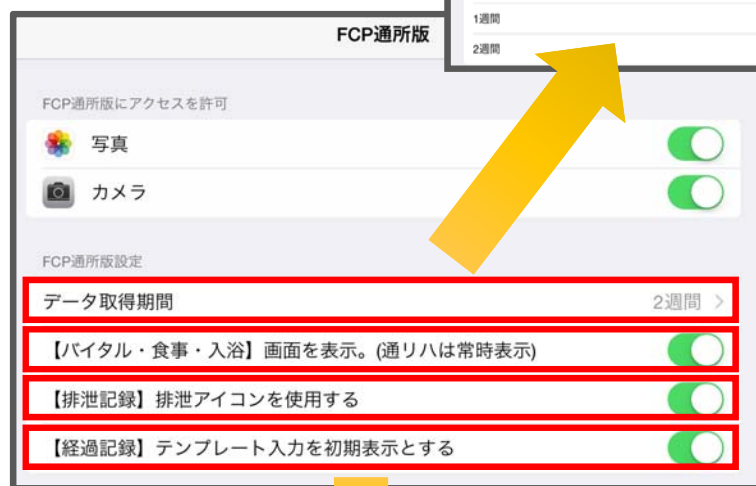 1週間
2週間
FCP通所版
FCP通所版にアクセスを許可
写真
カメラ
FCP通所版設定
データ取得期間 2週間 >
【バイタル・食事・入浴】画面を表示。(通リハは常時表示)
【排泄記録】排泄アイコンを使用する
【経過記録】テンプレート入力を初期表示とする